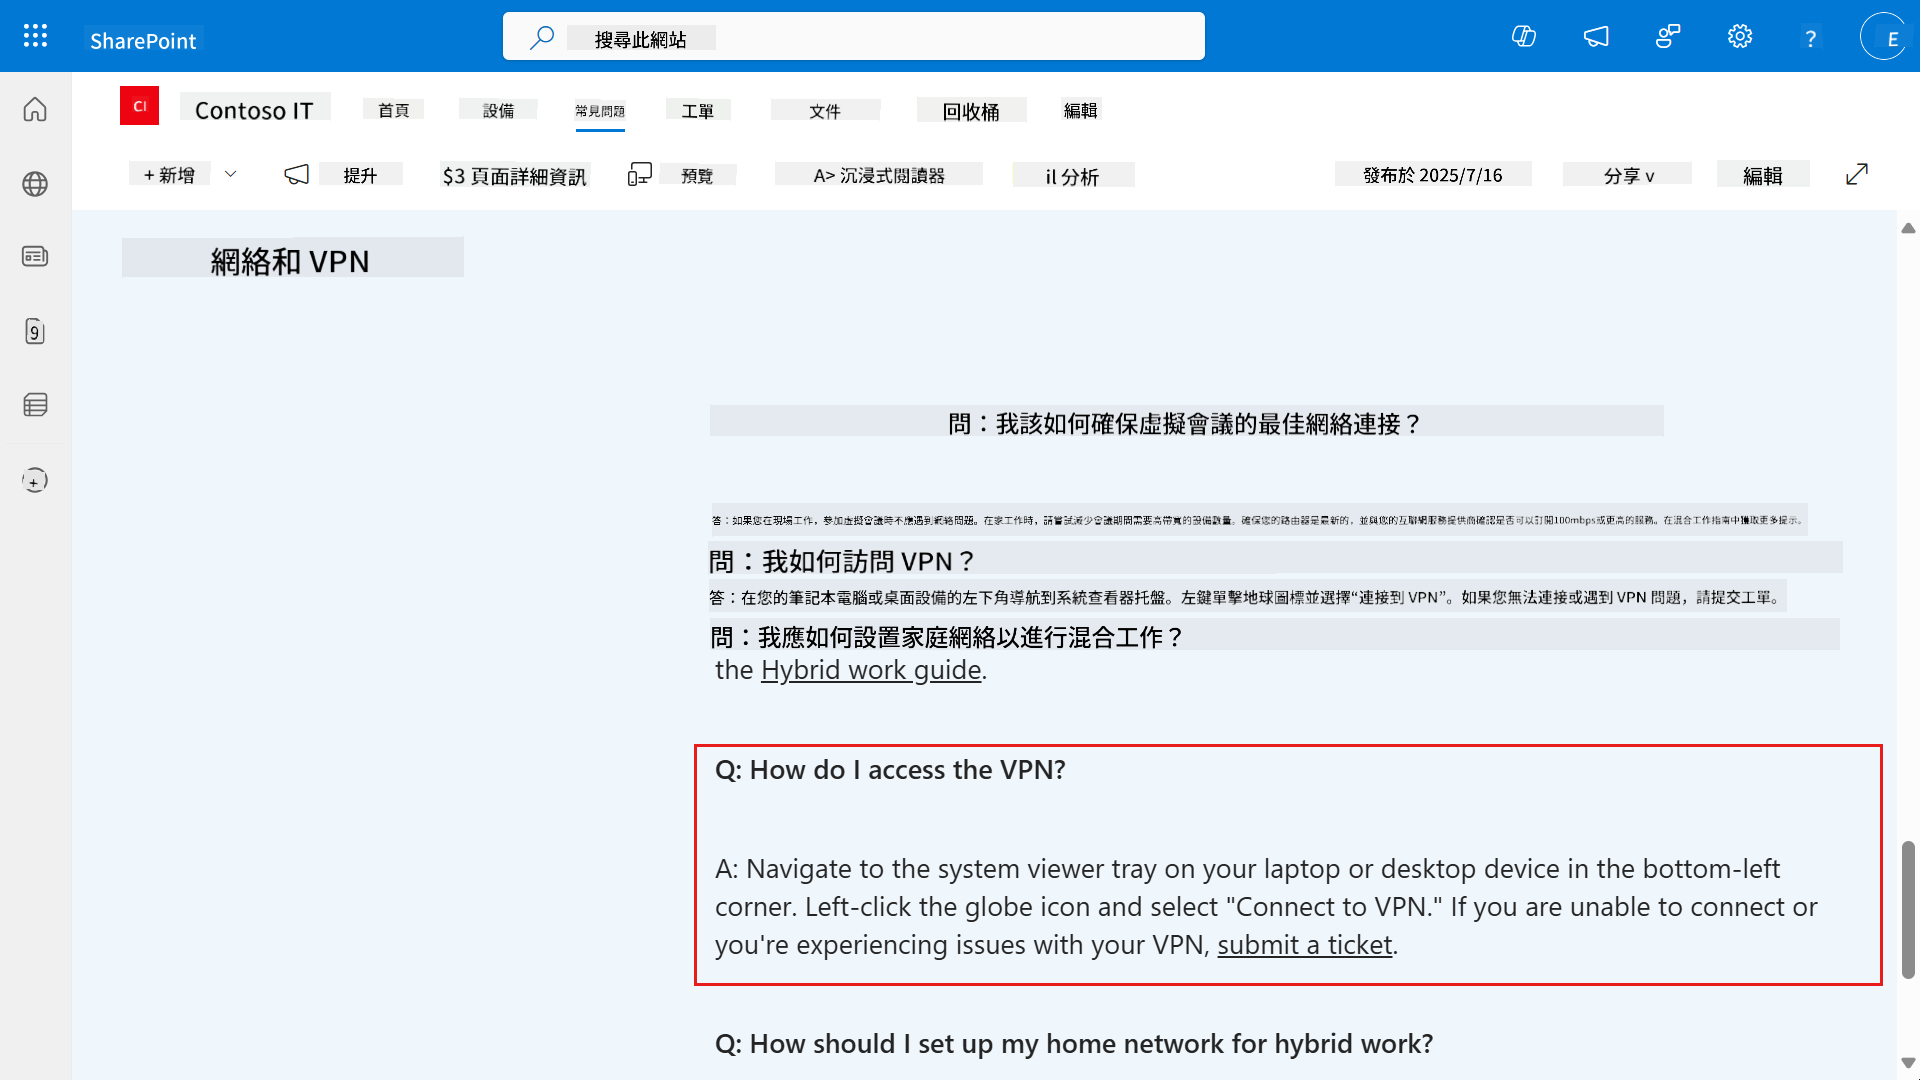 SharePoint
搜尋此網站
?
E
CI
Contoso IT
首頁
設備
常見問題
工單
文件
回收桶
編輯
+ 新增
提升
$3 頁面詳細資訊
預覽
A> 沉浸式閱讀器
il 分析
發布於 2025/7/16
分享 v
編輯
9
+
網絡和 VPN
問：我該如何確保虛擬會議的最佳網絡連接？
答：如果您在現場工作，參加虛擬會議時不應遇到網絡問題。在家工作時，請嘗試減少會議期間需要高帶寬的設備數量。確保您的路由器是最新的，並與您的互聯網服務提供商確認是否可以訂閱100mbps或更高的服務。在混合工作指南中獲取更多提示。
問：我如何訪問 VPN？
答：在您的筆記本電腦或桌面設備的左下角導航到系統查看器托盤。左鍵單擊地球圖標並選擇“連接到 VPN”。如果您無法連接或遇到 VPN 問題，請提交工單。
問：我應如何設置家庭網絡以進行混合工作？
the Hybrid work guide.
Q: How do I access the VPN?
A: Navigate to the system viewer tray on your laptop or desktop device in the bottom-left
corner. Left-click the globe icon and select "Connect to VPN." If you are unable to connect or
you're experiencing issues with your VPN, submit a ticket.
Q: How should I set up my home network for hybrid work?